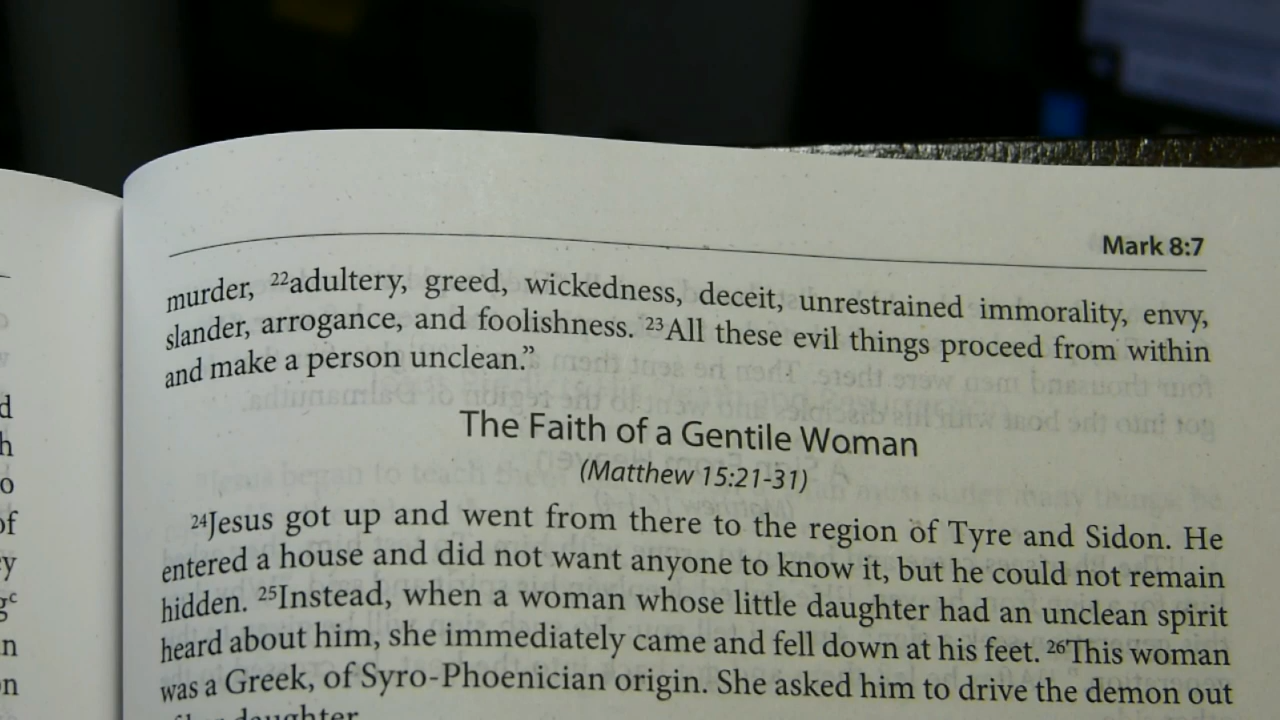 Mark 8:7
murder, ²²adultery, greed, wickedness, deceit, unrestrained immorality, envy,
slander, arrogance, and foolishness. ²³All these evil things proceed from within
and make a person unclean.”
The Faith of a Gentile Woman
(Matthew 15:21-31)
²⁴Jesus got up and went from there to the region of Tyre and Sidon. He
entered a house and did not want anyone to know it, but he could not remain
hidden. ²⁵Instead, when a woman whose little daughter had an unclean spirit
heard about him, she immediately came and fell down at his feet. ²⁶This woman
was a Greek, of Syro-Phoenician origin. She asked him to drive the demon out
daughter